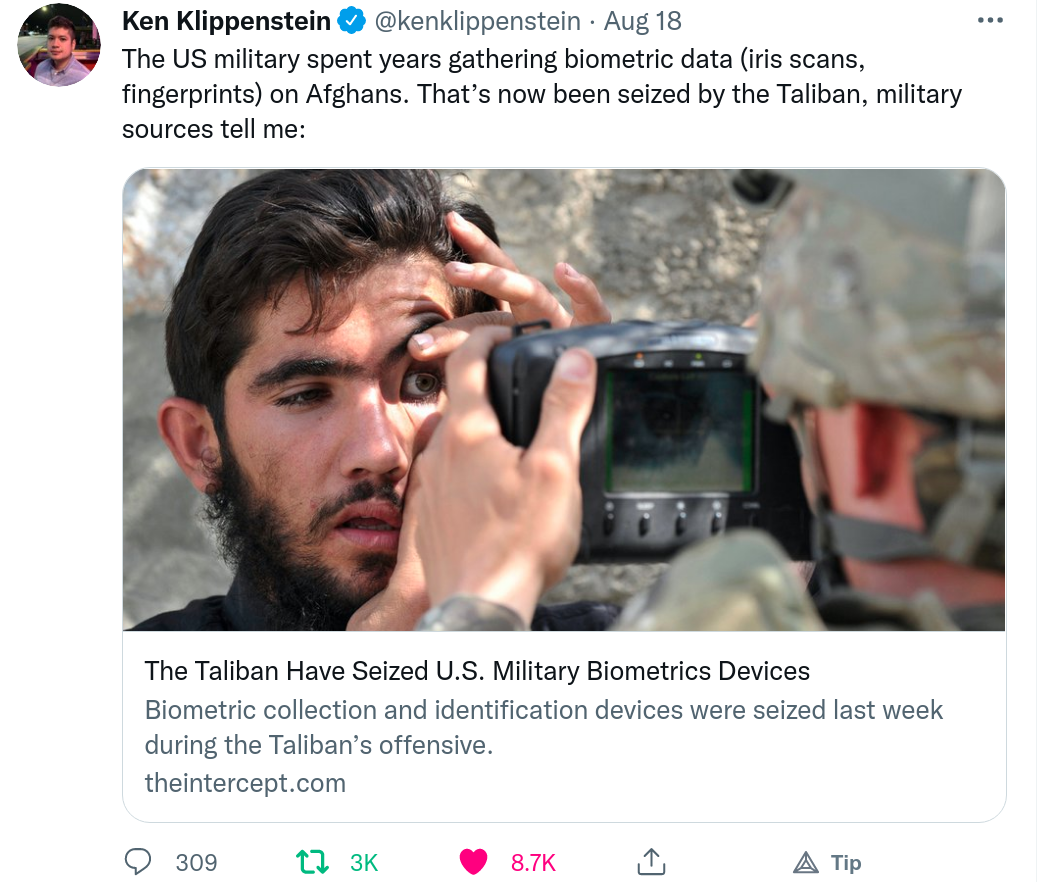 Ken Klippenstein @kenklippenstein · Aug 18
The US military spent years gathering biometric data (iris scans,
fingerprints) on Afghans. That’s now been seized by the Taliban, military
sources tell me:
The Taliban Have Seized U.S. Military Biometrics Devices
Biometric collection and identification devices were seized last week
during the Taliban’s offensive.
theintercept.com
309 3K 8.7K Tip